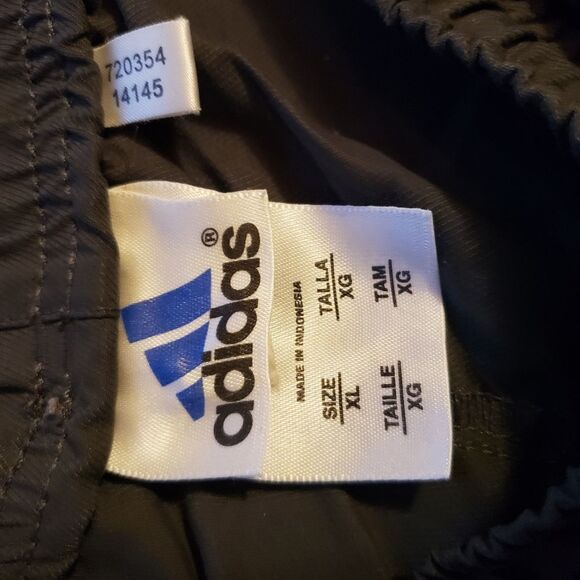 720354
14145
adidas®
MADE IN INDONESIA
SIZE
XL
TALLA
XG
TAILLE
XG
TAM
XG